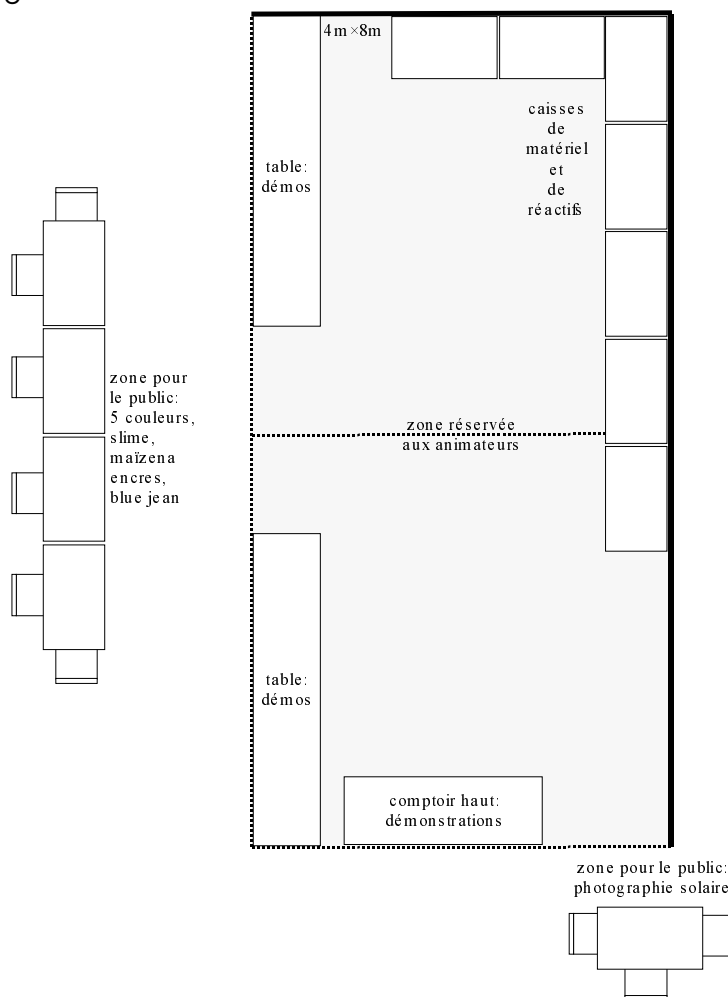 4m×8m
caisses
de
matériel
et
de
réactifs
table:
démos
zone pour
le public:
5 couleurs,
slime,
maïzena
encres,
blue jean
zone réservée
aux animateurs
table:
démos
comptoir haut:
démonstrations
zone pour le public:
photographie solaire